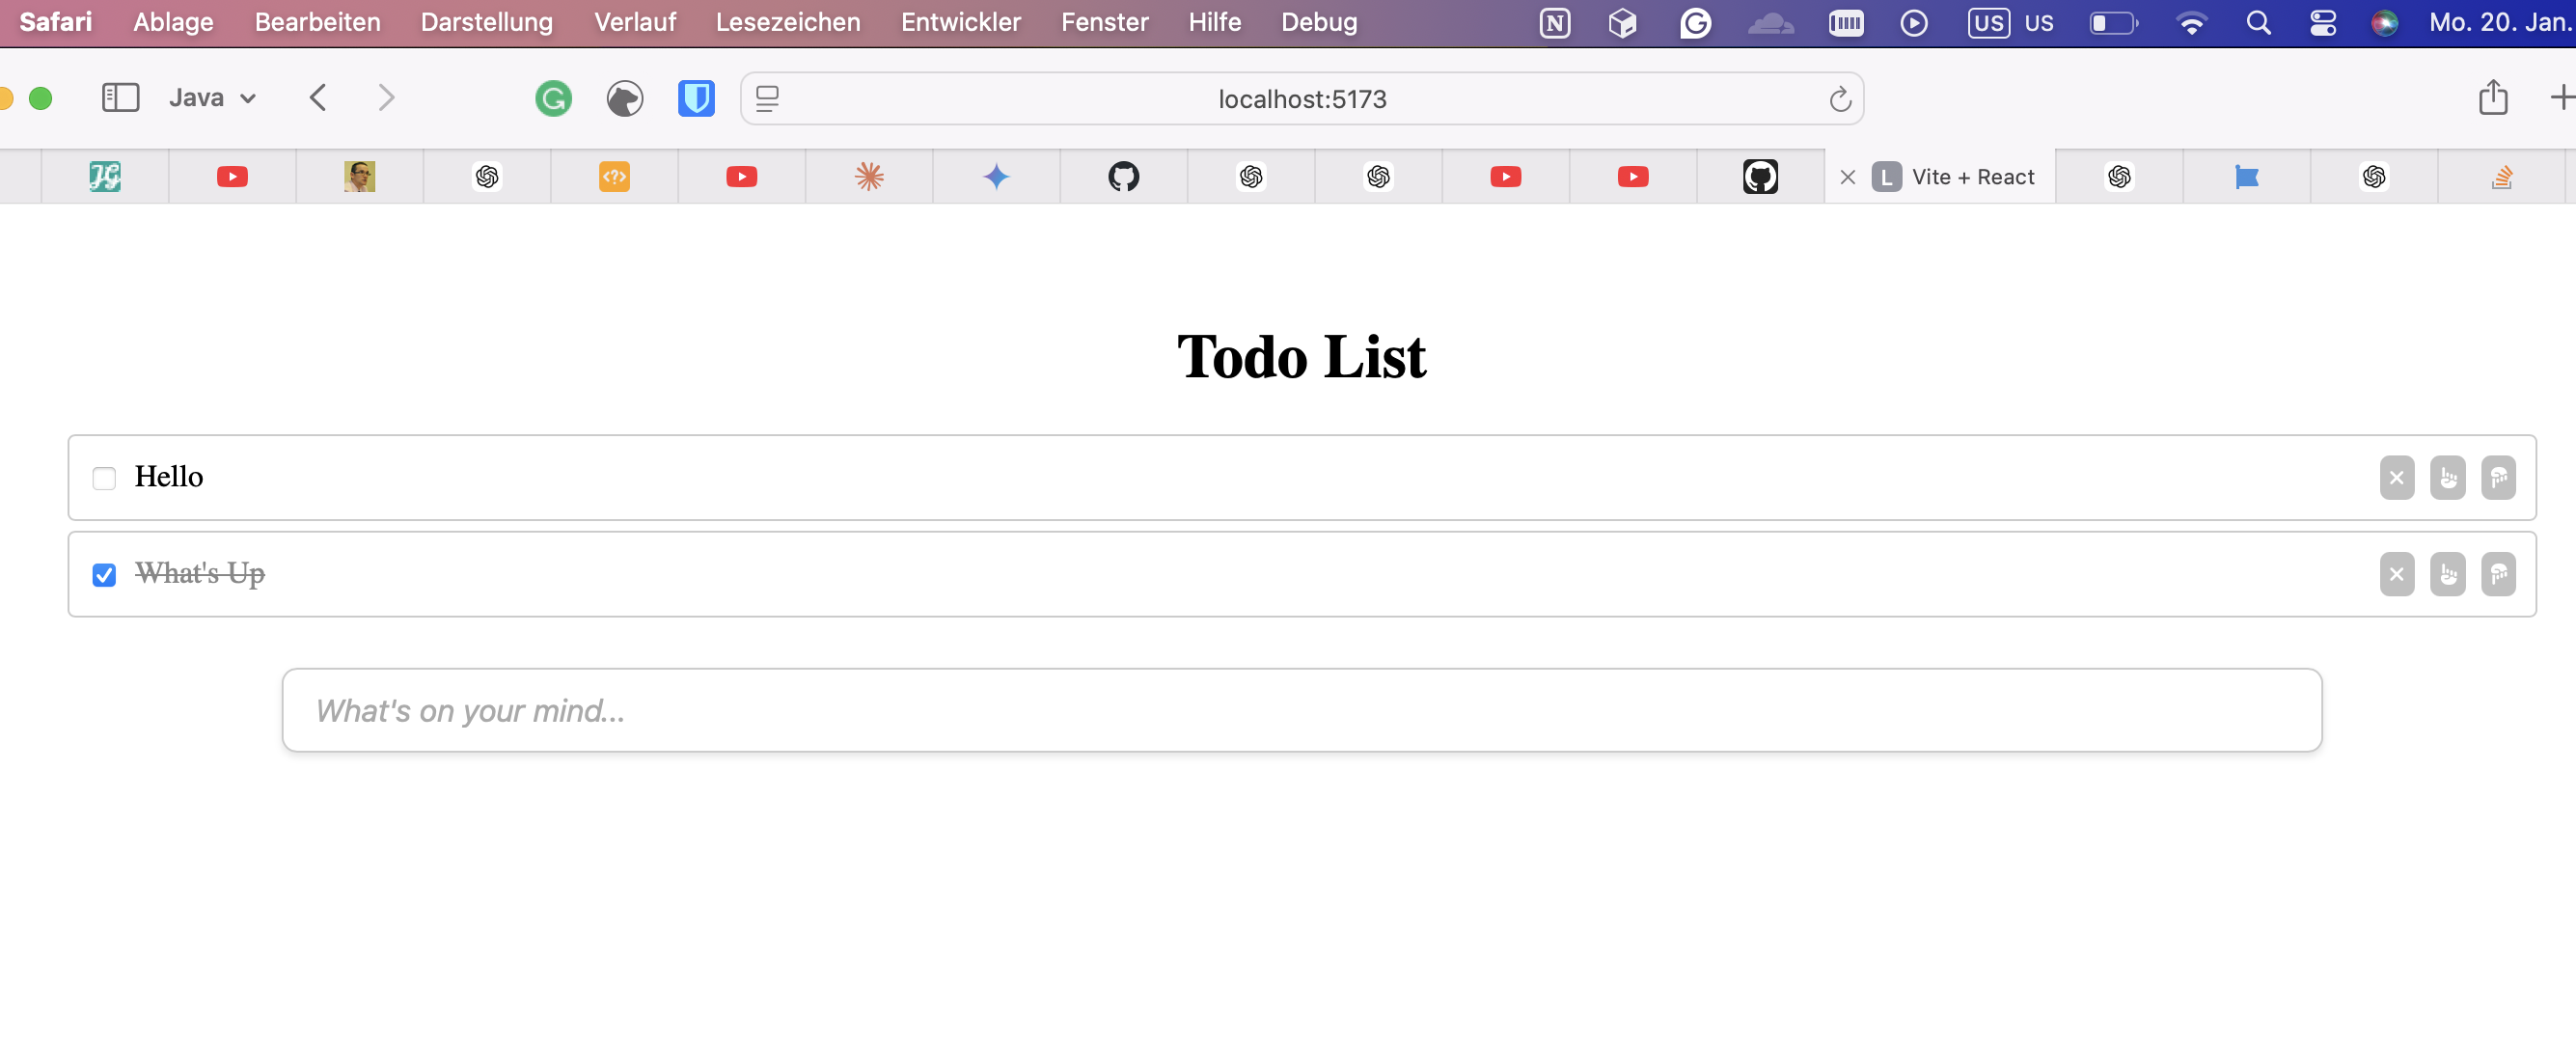 Safari Ablage Bearbeiten Darstellung Verlauf Lesezeichen Entwickler Fenster Hilfe Debug US US Mo. 20. Jan.
Java localhost:5173
L Vite + React
Todo List
Hello
What's Up
What's on your mind...